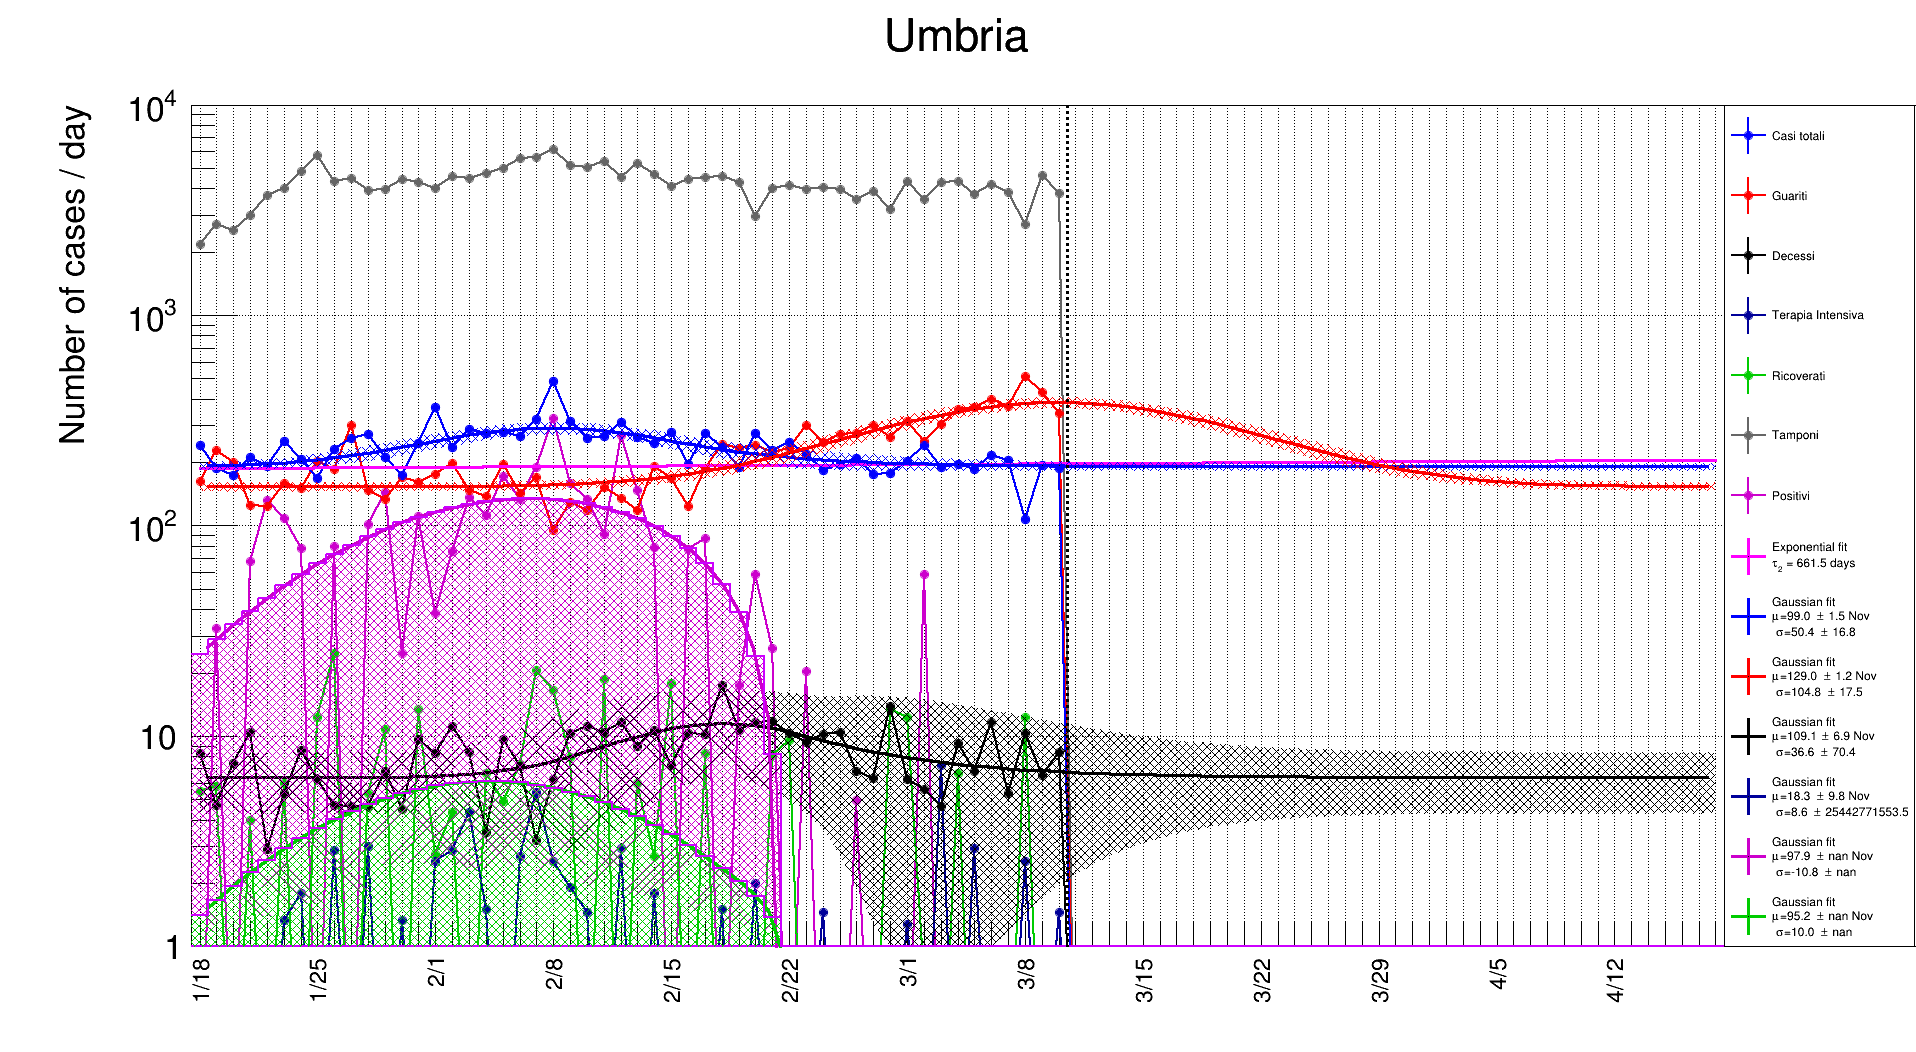 Umbria
Number of cases / day
10^4
10^3
10^2
10
1
1/18
1/25
2/1
2/8
2/15
2/22
3/1
3/8
3/15
3/22
3/29
4/5
4/12
Casi totali
Guariti
Decessi
Terapia Intensiva
Ricoverati
Tamponi
Positivi
Exponential fit
τ_2 = 661.5 days
Gaussian fit
μ=99.0 ± 1.5 Nov
σ=50.4 ± 16.8
Gaussian fit
μ=129.0 ± 1.2 Nov
σ=104.8 ± 17.5
Gaussian fit
μ=109.1 ± 6.9 Nov
σ=36.6 ± 70.4
Gaussian fit
μ=18.3 ± 9.8 Nov
σ=8.6 ± 25442771553.5
Gaussian fit
μ=97.9 ± nan Nov
σ=-10.8 ± nan
Gaussian fit
μ=95.2 ± nan Nov
σ=10.0 ± nan